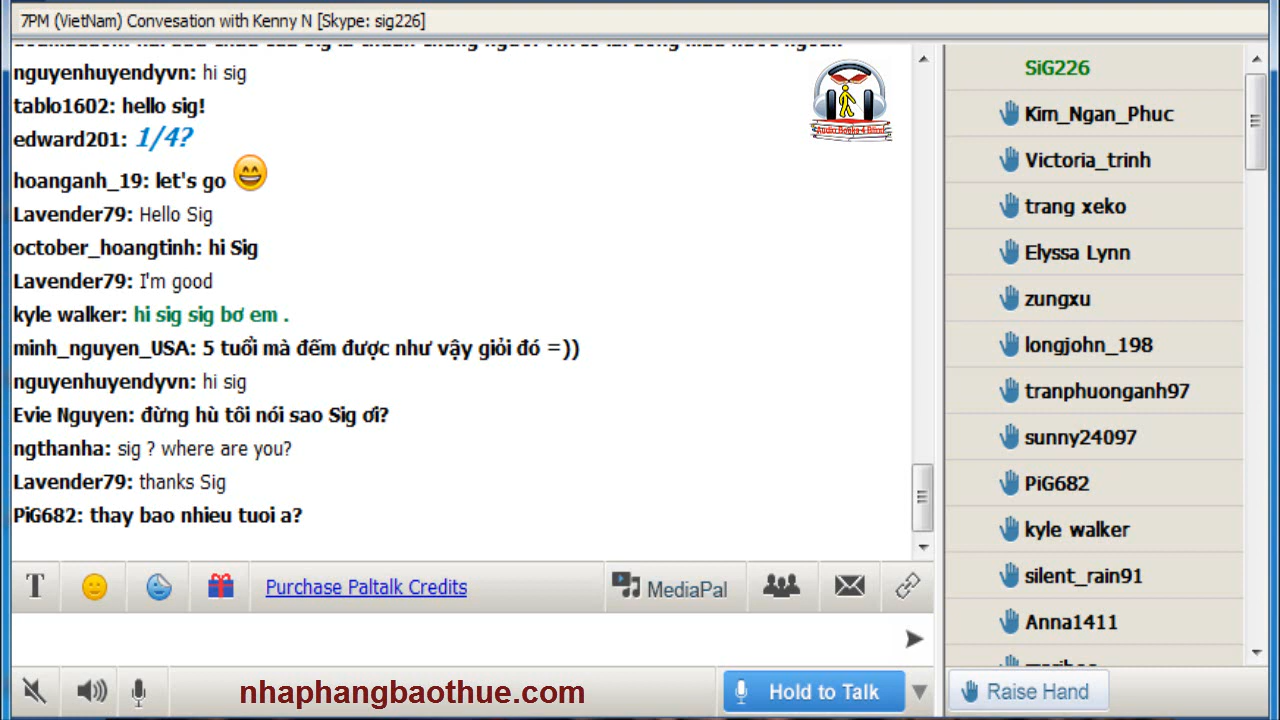 7PM (VietNam) Convesation with Kenny N [Skype: sig226]
nguyenhuyendyvn: hi sig
tablo1602: hello sig!
edward201: 1/4?
hoanganh_19: let's go
Lavender79: Hello Sig
october_hoangtinh: hi Sig
Lavender79: I'm good
kyle walker: hi sig sig bơ em .
minh_nguyen_USA: 5 tuổi mà đếm được như vậy giỏi đó =))
nguyenhuyendyvn: hi sig
Evie Nguyen: đừng hù tôi nói sao Sig ơi?
ngthanha: sig ? where are you?
Lavender79: thanks Sig
PiG682: thay bao nhieu tuoi a?
Audio Books 4 Blind
SiG226
Kim_Ngan_Phuc
Victoria_trinh
trang xeko
Elyssa Lynn
zungxu
longjohn_198
tranphuonganh97
sunny24097
PiG682
kyle walker
silent_rain91
Anna1411
T
Purchase Paltalk Credits
MediaPal
nhaphangbaothue.com
Hold to Talk
Raise Hand